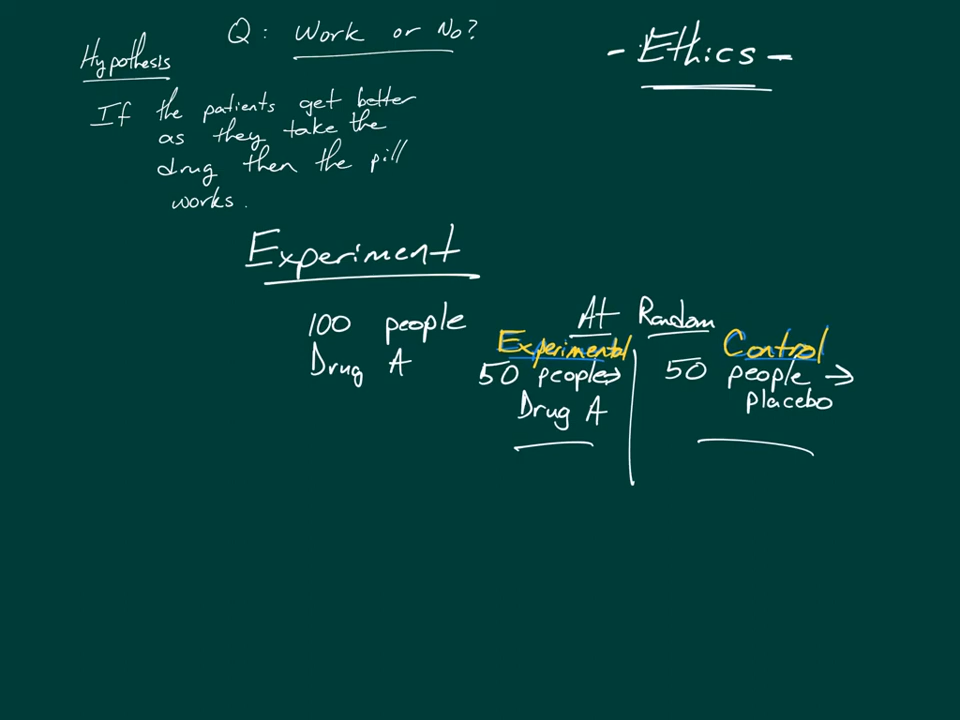 Q: Work or No?
- Ethics -
Hypothesis
If the patients get better
as they take the
drug then the pill
works.
Experiment
100 people
Drug A
At Random
Experimental
50 people →
Drug A
Control
50 people →
placebo